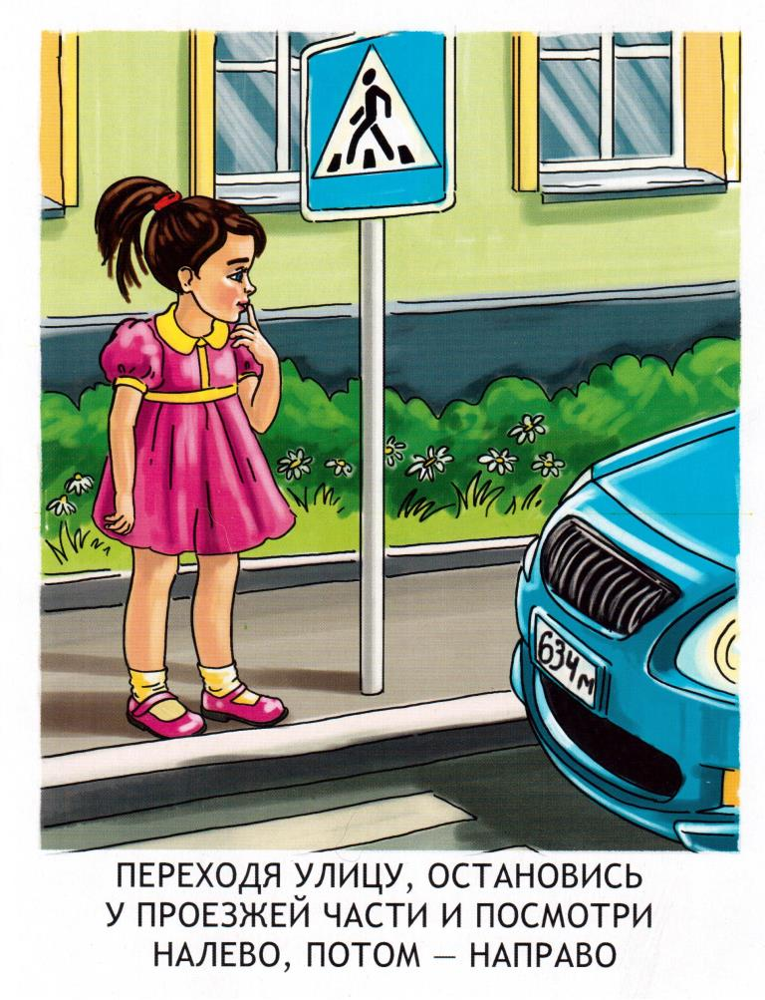 634м
ПЕРЕХОДЯ УЛИЦУ, ОСТАНОВИСЬ
У ПРОЕЗЖЕЙ ЧАСТИ И ПОСМОТРИ
НАЛЕВО, ПОТОМ – НАПРАВО